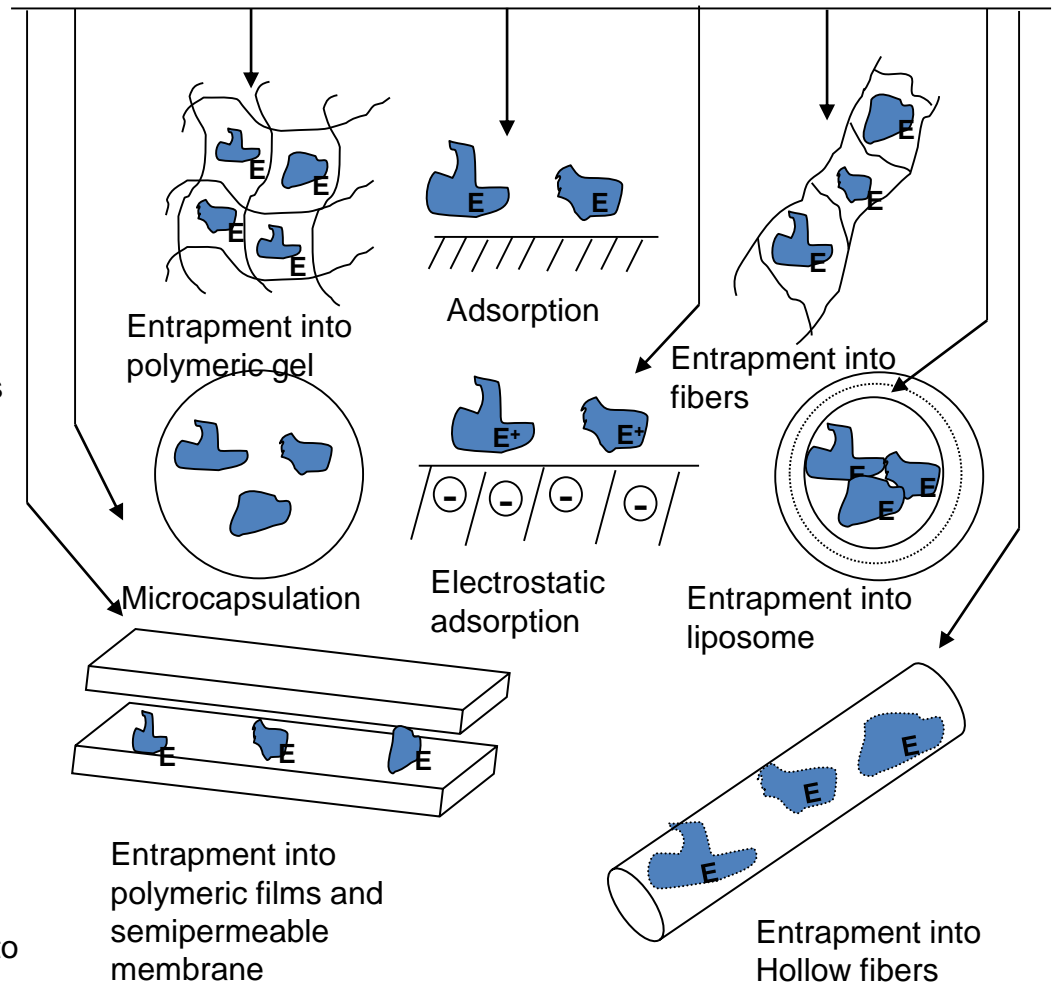 E
E
E
E
E
E
E
E
E
Entrapment into
polymeric gel
Adsorption
Entrapment into
fibers
s
E+
E+
-
-
-
-
E
E
E
Microcapsulation
Electrostatic
adsorption
Entrapment into
liposome
E
E
E
E
E
E
Entrapment into
polymeric films and
semipermeable
membrane
to
Entrapment into
Hollow fibers